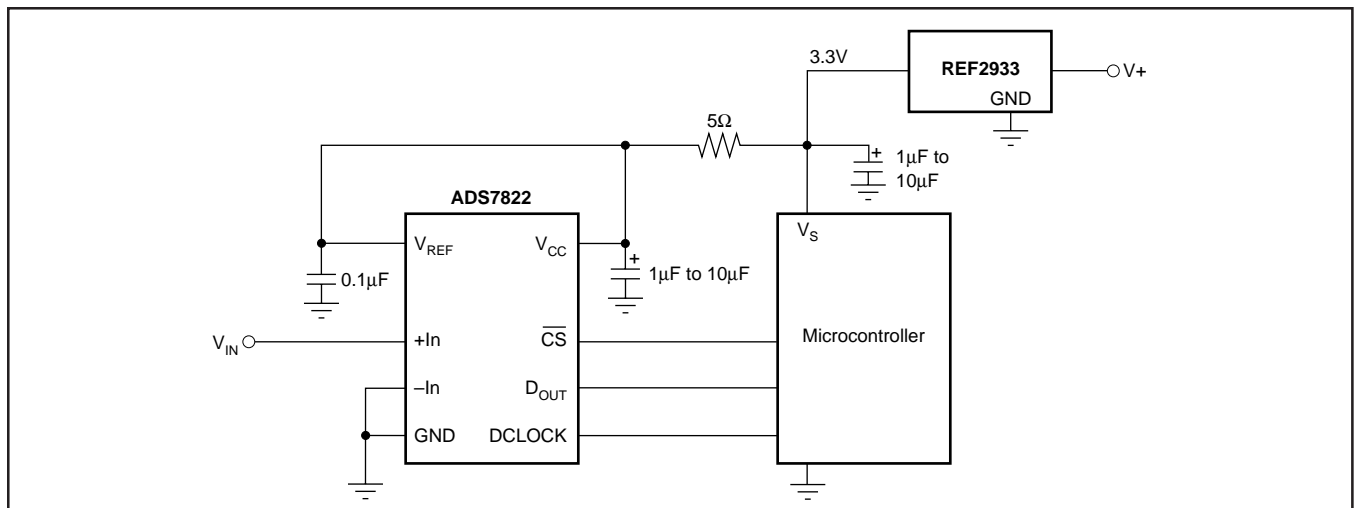 3.3V
REF2933
GND
V+
5Ω
1μF to
10μF
ADS7822
VS
VREF
VCC
0.1μF
1μF to 10μF
Microcontroller
VIN
+In
CS
–In
DOUT
GND
DCLOCK